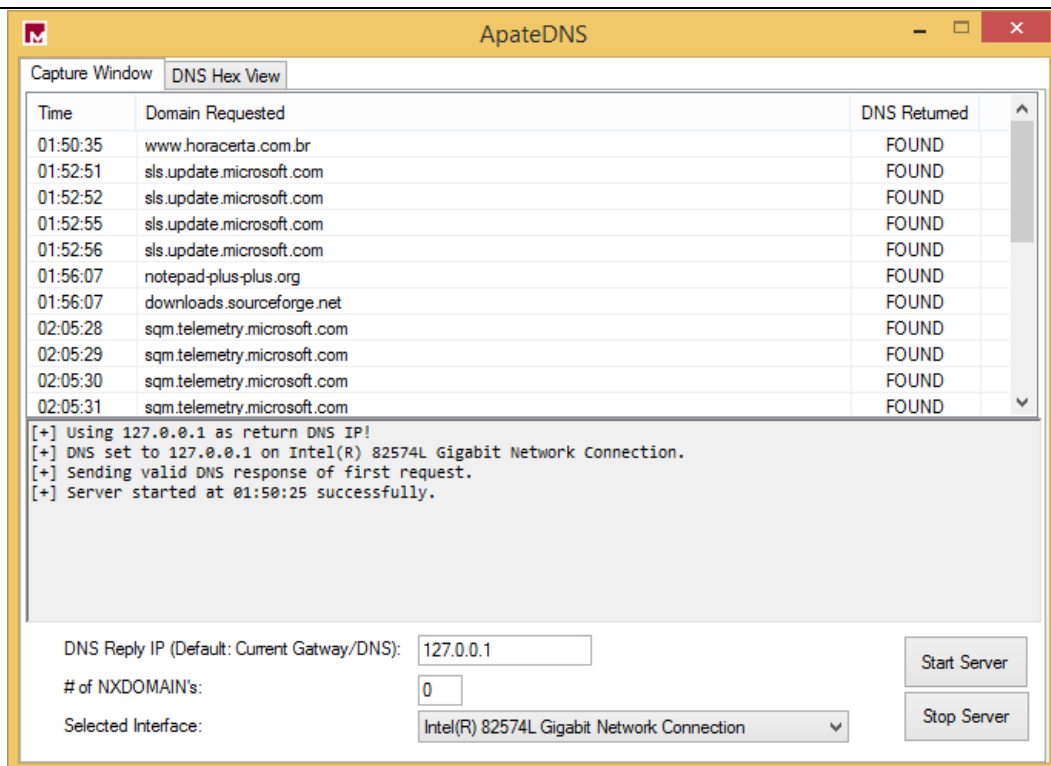 ApateDNS
Capture Window DNS Hex View
Time Domain Requested DNS Returned
01:50:35 www.horacerta.com.br FOUND
01:52:51 sls.update.microsoft.com FOUND
01:52:52 sls.update.microsoft.com FOUND
01:52:55 sls.update.microsoft.com FOUND
01:52:56 sls.update.microsoft.com FOUND
01:56:07 notepad-plus-plus.org FOUND
01:56:07 downloads.sourceforge.net FOUND
02:05:28 sqm.telemetry.microsoft.com FOUND
02:05:29 sqm.telemetry.microsoft.com FOUND
02:05:30 sqm.telemetry.microsoft.com FOUND
02:05:31 sqm.telemetry.microsoft.com FOUND
[+] Using 127.0.0.1 as return DNS IP!
[+] DNS set to 127.0.0.1 on Intel(R) 82574L Gigabit Network Connection.
[+] Sending valid DNS response of first request.
[+] Server started at 01:50:25 successfully.
DNS Reply IP (Default: Current Gatway/DNS): 127.0.0.1
Start Server
# of NXDOMAIN's: 0
Selected Interface: Intel(R) 82574L Gigabit Network Connection
Stop Server